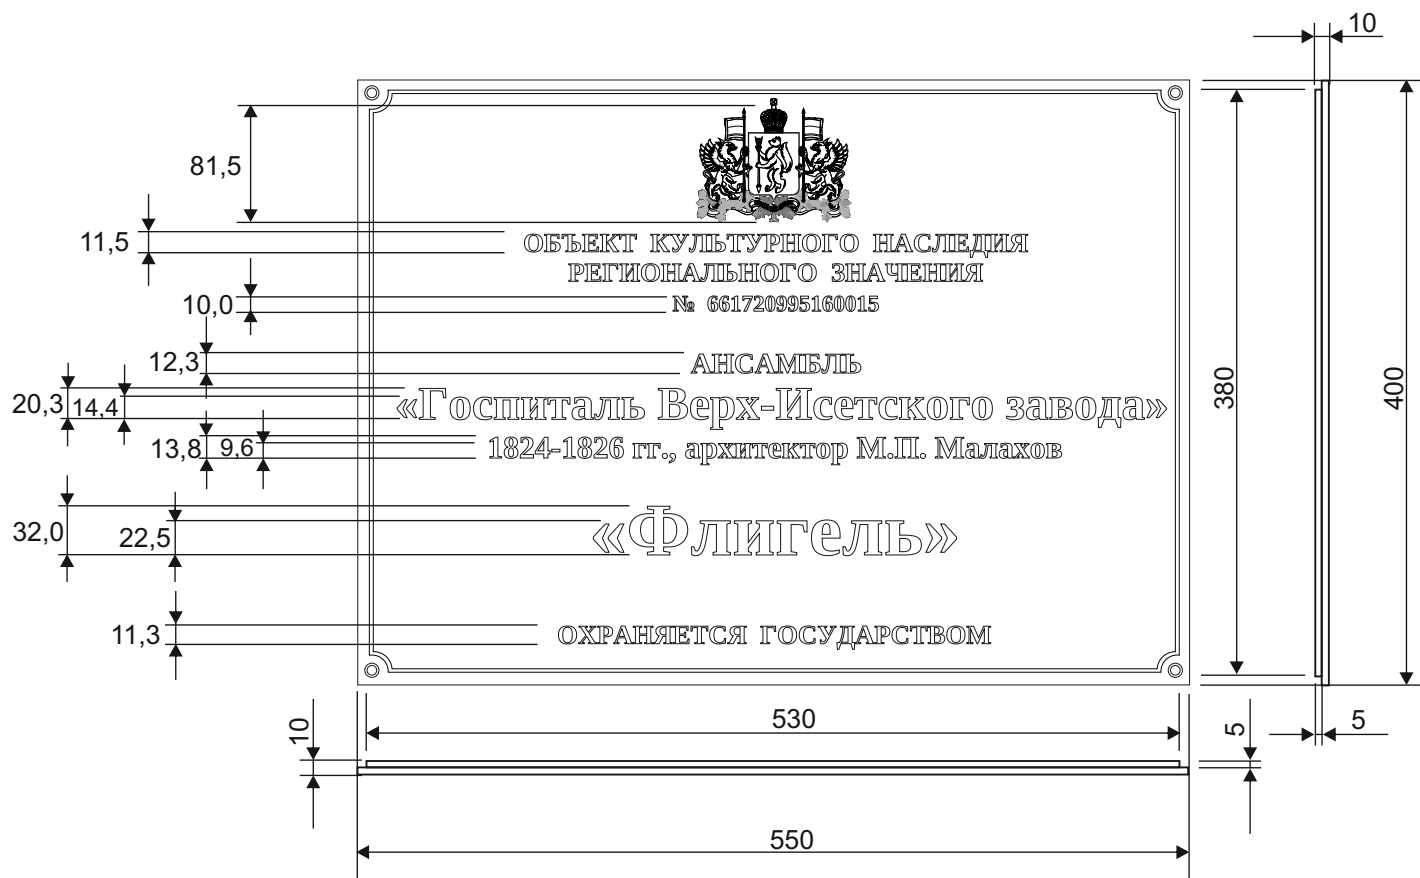 10
81,5
11,5
ОБЪЕКТ КУЛЬТУРНОГО НАСЛЕДИЯ
РЕГИОНАЛЬНОГО ЗНАЧЕНИЯ
10,0
№ 661720995160015
12,3
АНСАМБЛЬ
380
400
20,3
14,4
«Госпиталь Верх-Исетского завода»
13,8
9,6
1824-1826 гг., архитектор М.П. Малахов
32,0
22,5
«Флигель»
11,3
ОХРАНЯЕТСЯ ГОСУДАРСТВОМ
10
530
5
5
550